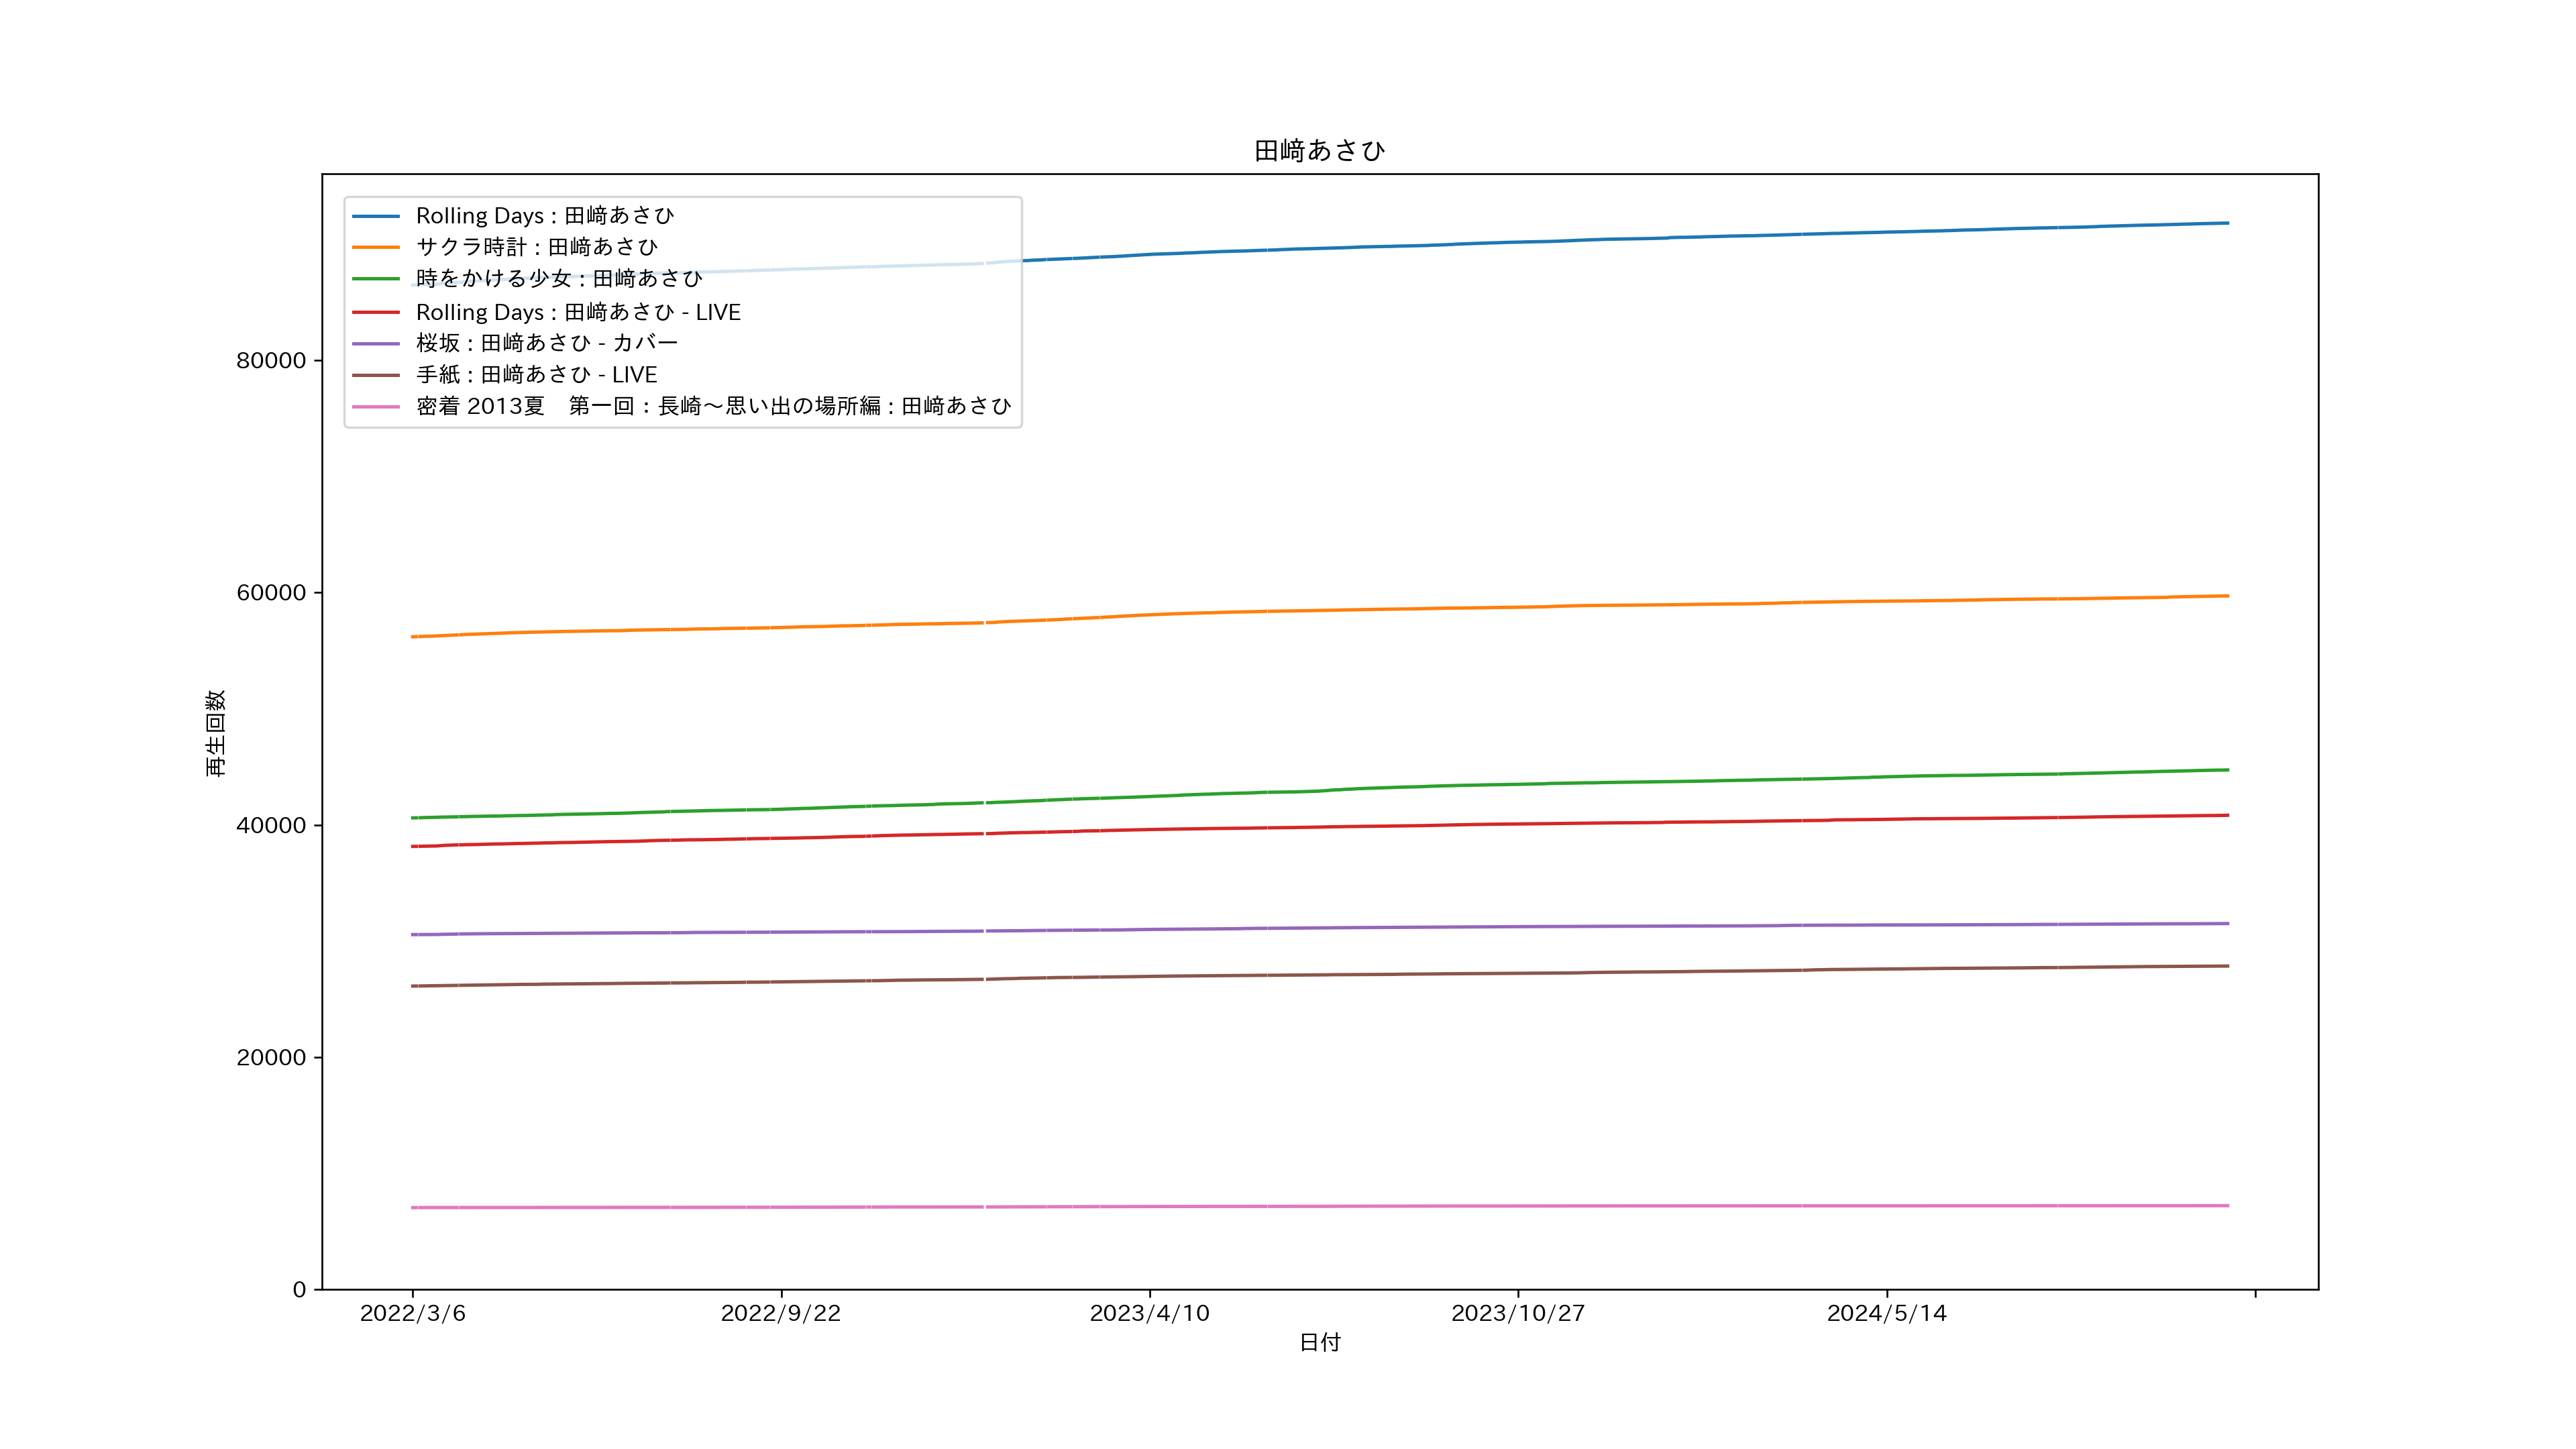 田﨑あさひ
Rolling Days : 田﨑あさひ
サクラ時計 : 田﨑あさひ
時をかける少女 : 田﨑あさひ
Rolling Days : 田﨑あさひ - LIVE
桜坂 : 田﨑あさひ - カバー
手紙 : 田﨑あさひ - LIVE
密着 2013夏　第一回：長崎〜思い出の場所編 : 田﨑あさひ
80000
60000
40000
20000
0
再生回数
2022/3/6
2022/9/22
2023/4/10
2023/10/27
2024/5/14
日付